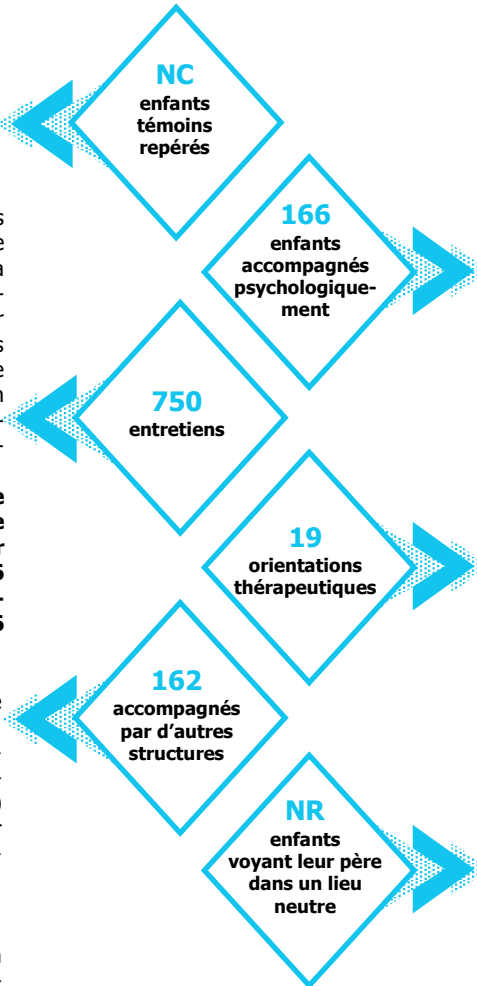 NC
enfants
témoins
repérés
166
enfants
accompagnés
psychologique-
ment
750
entretiens
19
orientations
thérapeutiques
162
accompagnés
par d'autres
structures
NR
enfants
voyant leur père
dans un lieu
neutre